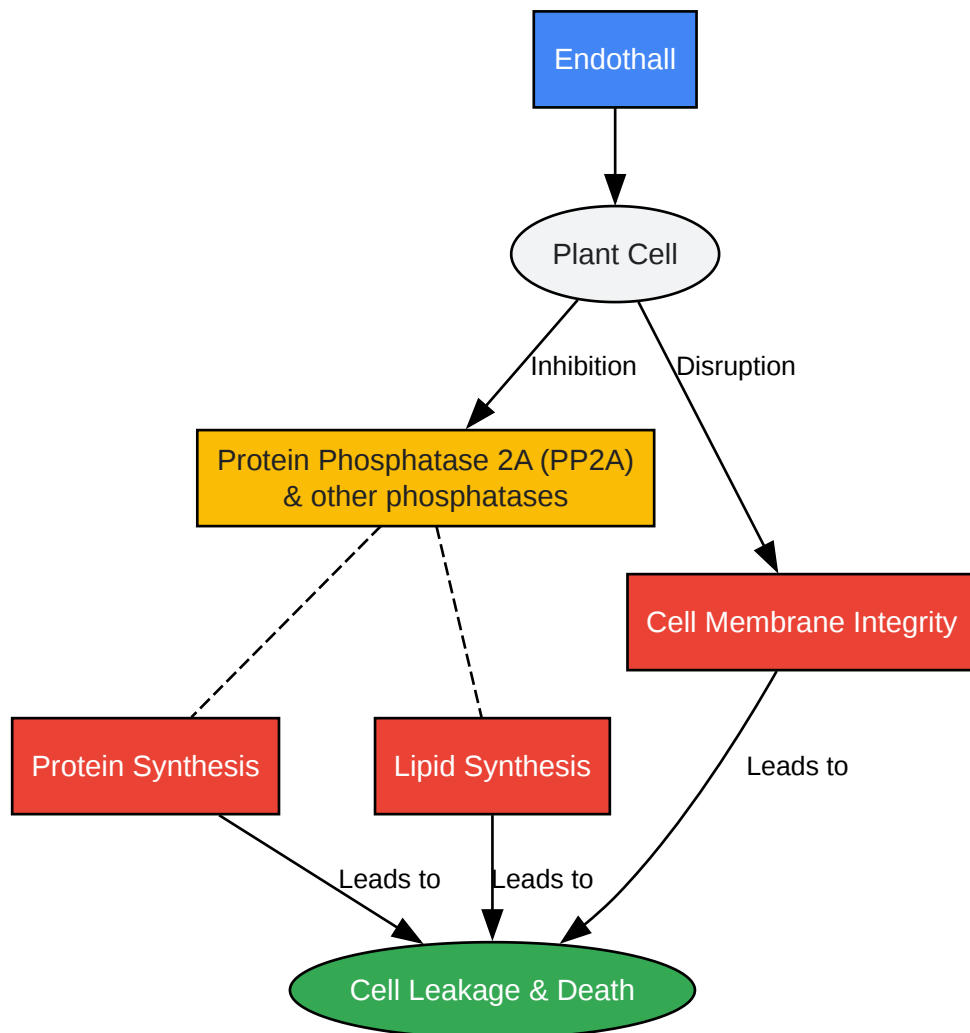 Endothall
Plant Cell
Inhibition
Disruption
Protein Phosphatase 2A (PP2A)
& other phosphatases
Cell Membrane Integrity
Protein Synthesis
Lipid Synthesis
Leads to
Leads to
Leads to
Cell Leakage & Death